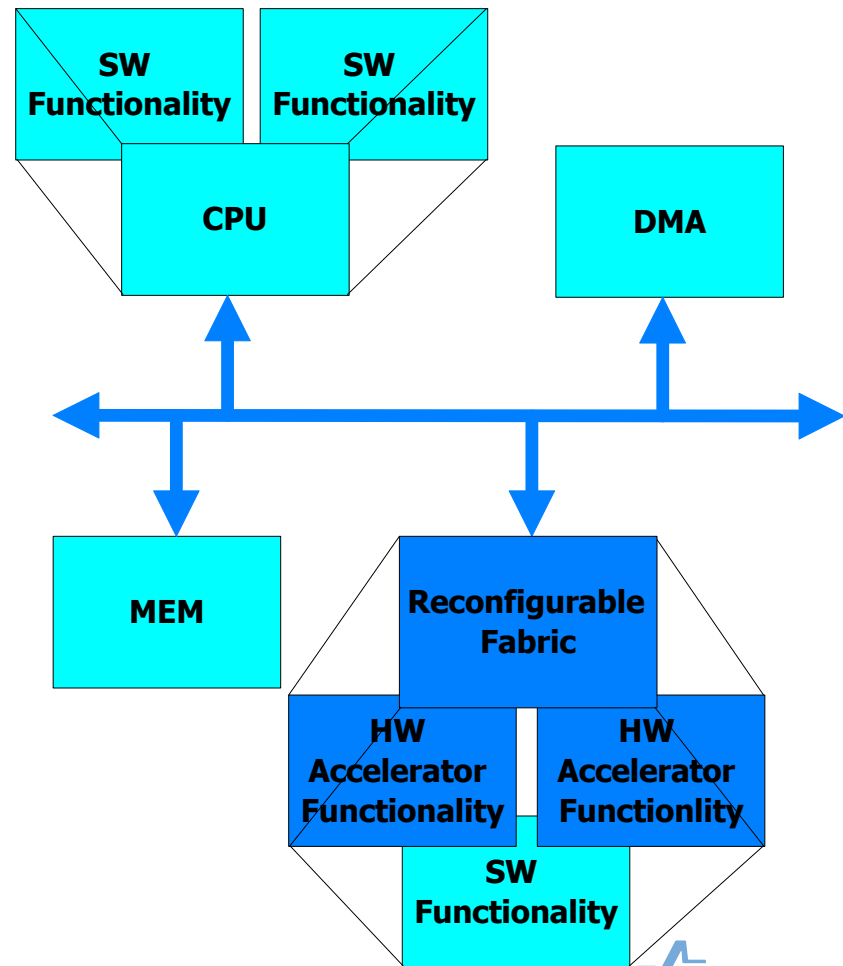 SW
Functionality
SW
Functionality
CPU
DMA
MEM
Reconfigurable
Fabric
HW
Accelerator
Functionality
HW
Accelerator
Functionlity
SW
Functionality